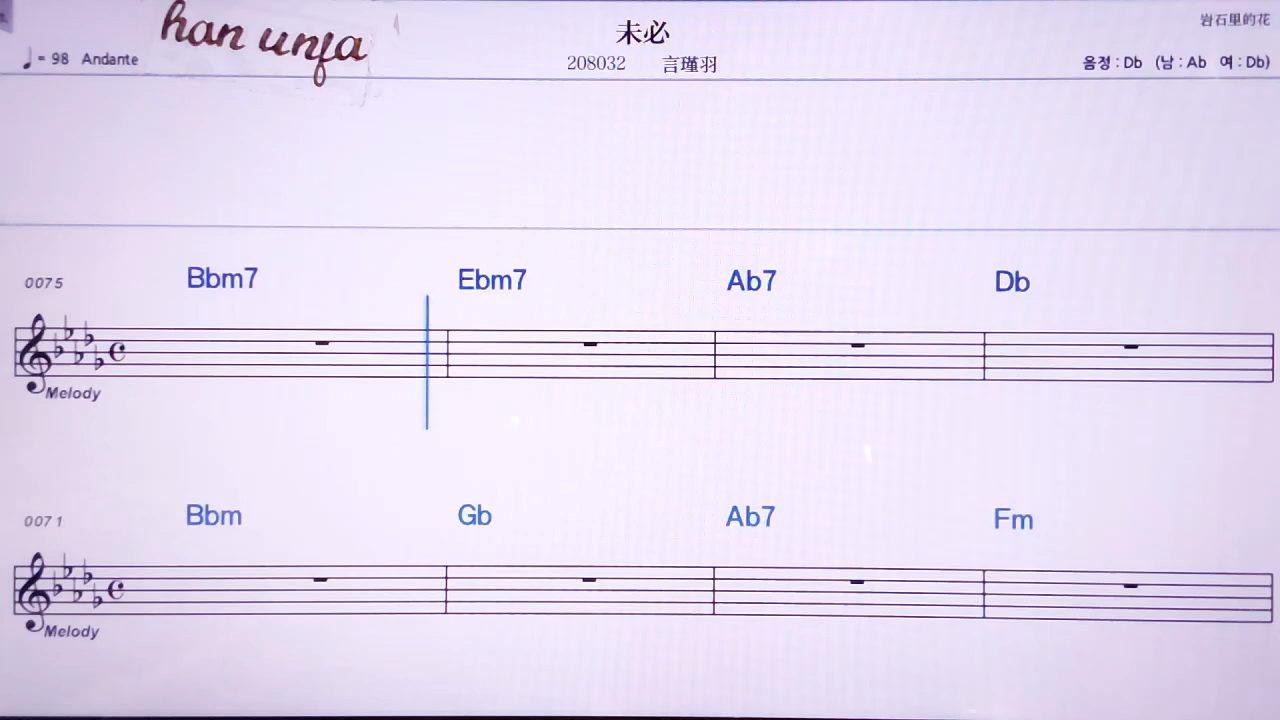 han unja
未必
岩石里的花
♩= 98 Andante
208032 言瑾羽
음정 : Db (남 : Ab 여 : Db)
0075 Bbm7 Ebm7 Ab7 Db
Melody
0071 Bbm Gb Ab7 Fm
Melody